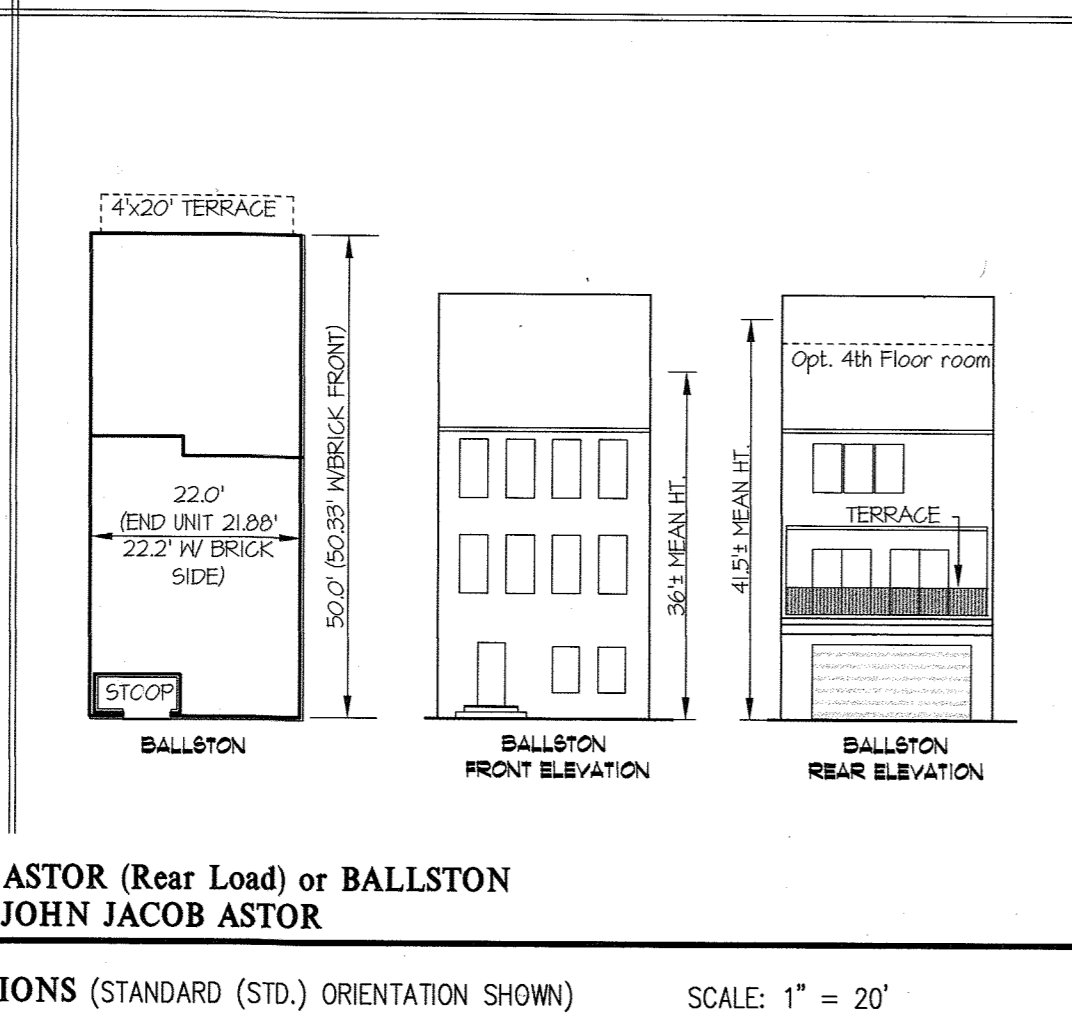 4'x20' TERRACE
22.0'
(END UNIT 21.88'
22.2' W/ BRICK
SIDE)
STOOP
50.0' (50.33' W/BRICK FRONT)
BALLSTON
36'± MEAN HT.
BALLSTON
FRONT ELEVATION
41.5'± MEAN HT.
Opt. 4th Floor room
TERRACE
BALLSTON
REAR ELEVATION
ASTOR (Rear Load) or BALLSTON
JOHN JACOB ASTOR
IONS (STANDARD (STD.) ORIENTATION SHOWN) SCALE: 1" = 20'